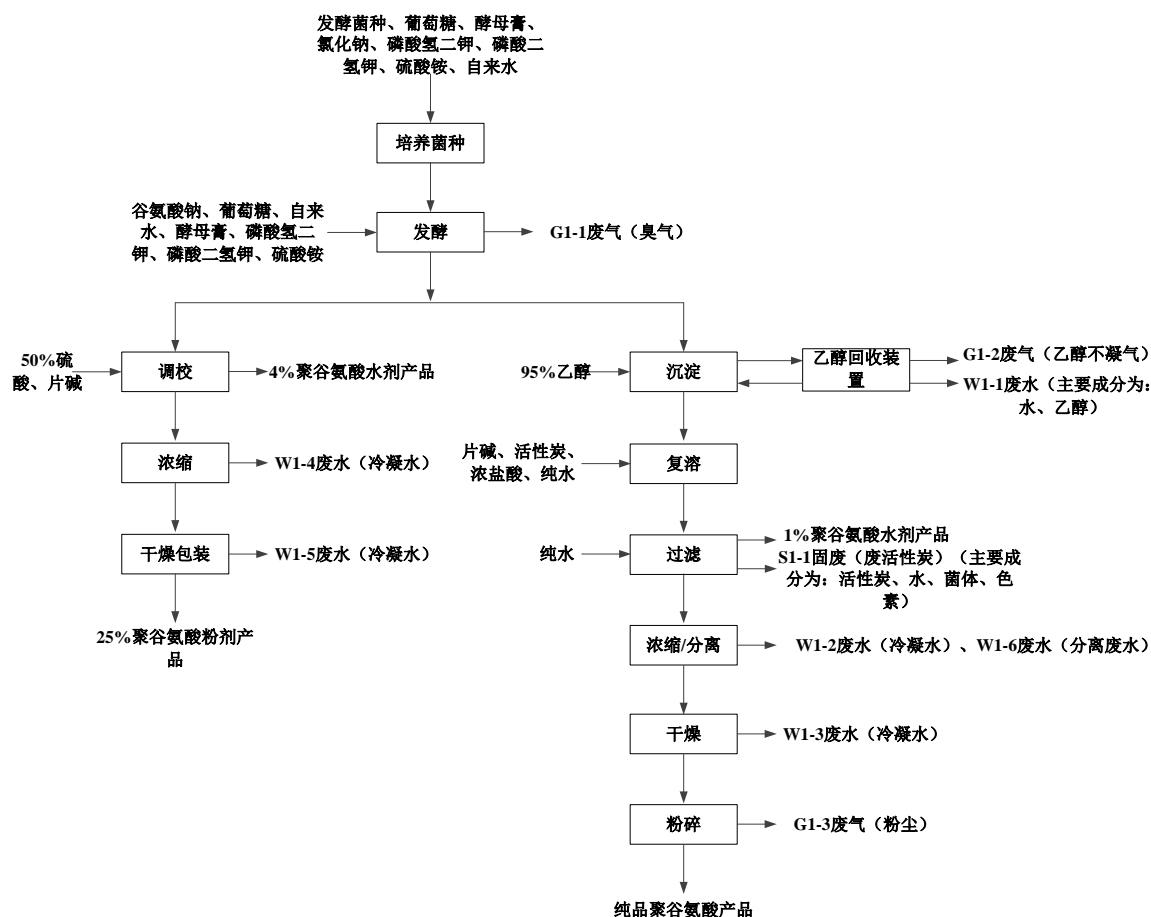 发酵菌种、葡萄糖、酵母膏、
氯化钠、磷酸氢二钾、磷酸二
氢钾、硫酸铵、自来水
培养菌种
谷氨酸钠、葡萄糖、自来
水、酵母膏、磷酸氢二
钾、磷酸二氢钾、硫酸铵
发酵
G1-1废气（臭气）
50%硫
酸、片碱
调校
4%聚谷氨酸水剂产品
95%乙醇
沉淀
乙醇回收装
置
G1-2废气（乙醇不凝气）
W1-1废水（主要成分为：
水、乙醇）
浓缩
W1-4废水（冷凝水）
片碱、活性炭、
浓盐酸、纯水
复溶
干燥包装
W1-5废水（冷凝水）
纯水
过滤
1%聚谷氨酸水剂产品
S1-1固废（废活性炭）（主要成
分为：活性炭、水、菌体、色
素）
25%聚谷氨酸粉剂产
品
浓缩/分离
W1-2废水（冷凝水）、W1-6废水（分离废水）
干燥
W1-3废水（冷凝水）
粉碎
G1-3废气（粉尘）
纯品聚谷氨酸产品